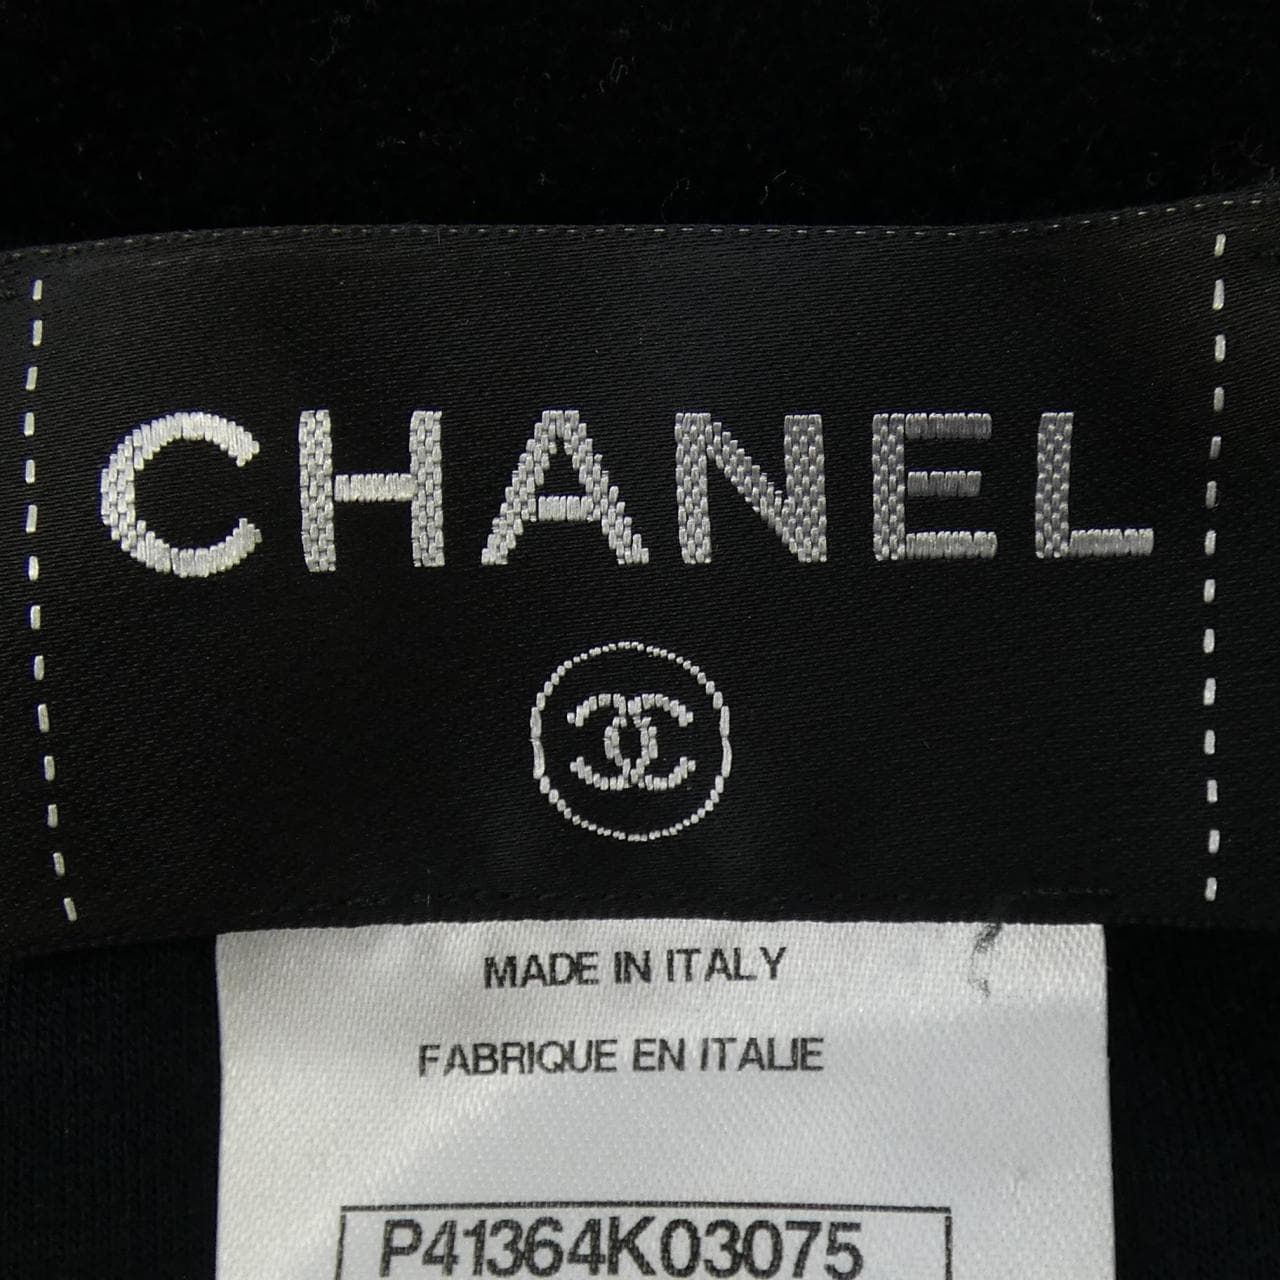 CHANEL
MADE IN ITALY
FABRIQUE EN ITALIE
P41364K03075